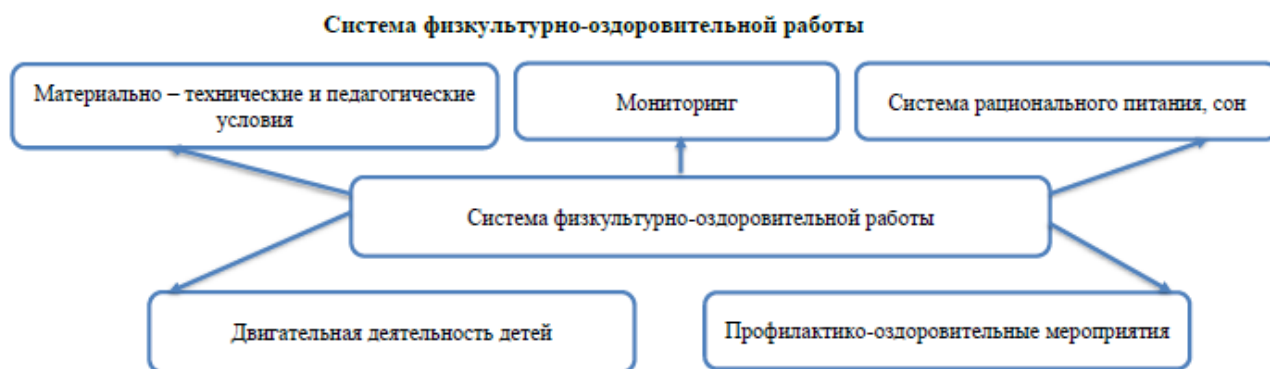 Система физкультурно-оздоровительной работы
Материально – технические и педагогические
условия
Мониторинг
Система рационального питания, сон
Система физкультурно-оздоровительной работы
Двигательная деятельность детей
Профилактико-оздоровительные мероприятия